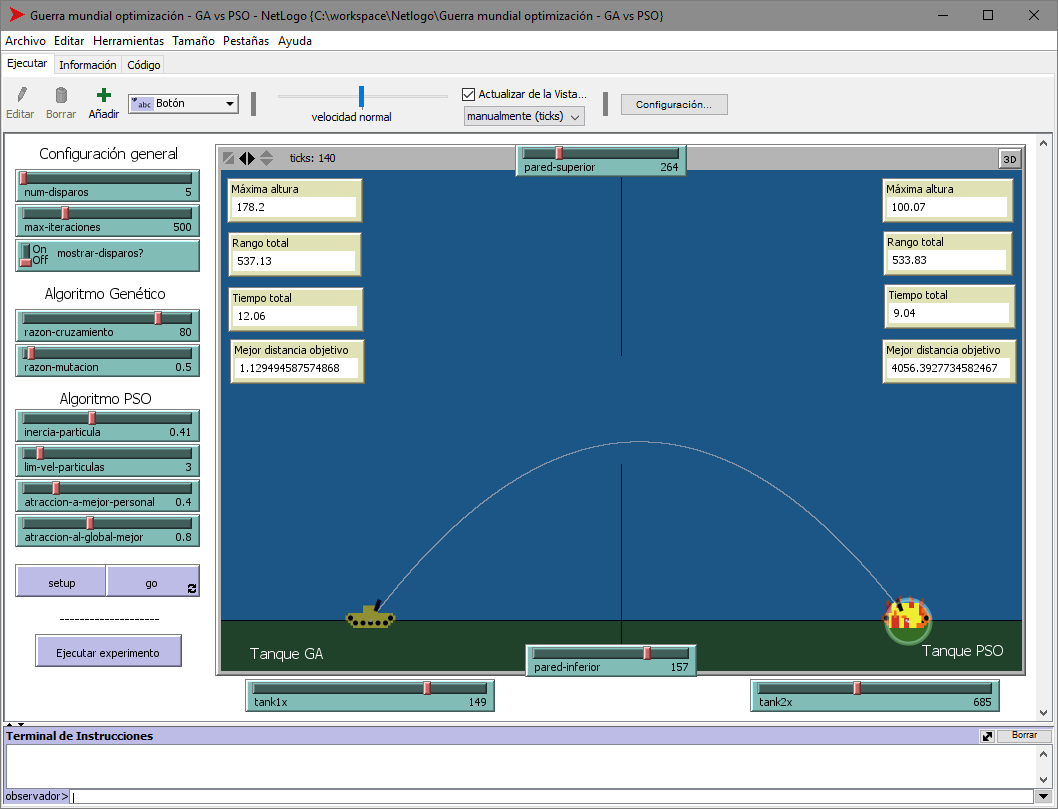 Guerra mundial optimización - GA vs PSO - NetLogo {C:\workspace\Netlogo\Guerra mundial optimización - GA vs PSO}
Archivo Editar Herramientas Tamaño Pestañas Ayuda
Ejecutar Información Código
Editar Borrar Añadir abc Botón velocidad normal Actualizar de la Vista... manualmente (ticks) Configuración...
Configuración general
num-disparos 5
max-iteraciones 500
On
Off mostrar-disparos?
Algoritmo Genético
razon-cruzamiento 80
razon-mutacion 0.5
Algoritmo PSO
inercia-particula 0.41
lim-vel-particulas 3
atraccion-a-mejor-personal 0.4
atraccion-al-global-mejor 0.8
setup go
--------------------
Ejecutar experimento
ticks: 140
3D
pared-superior 264
Máxima altura
178.2
Rango total
537.13
Tiempo total
12.06
Mejor distancia objetivo
1.129494587574868
Máxima altura
100.07
Rango total
533.83
Tiempo total
9.04
Mejor distancia objetivo
4056.3927734582467
Tanque GA
Tanque PSO
pared-inferior 157
tank1x 149
tank2x 685
Terminal de Instrucciones
Borrar
observador>